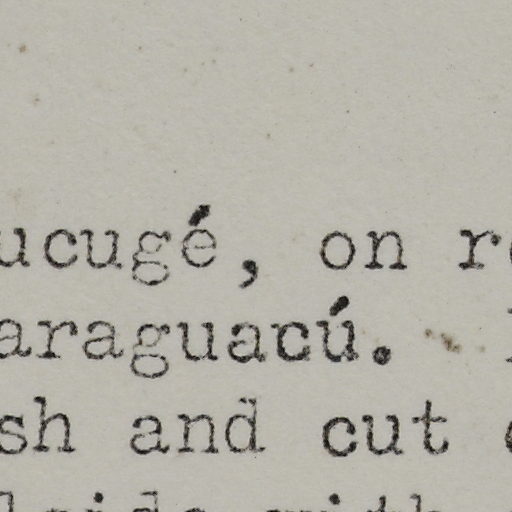 ucugé, on r
araguacú.
sh and cut